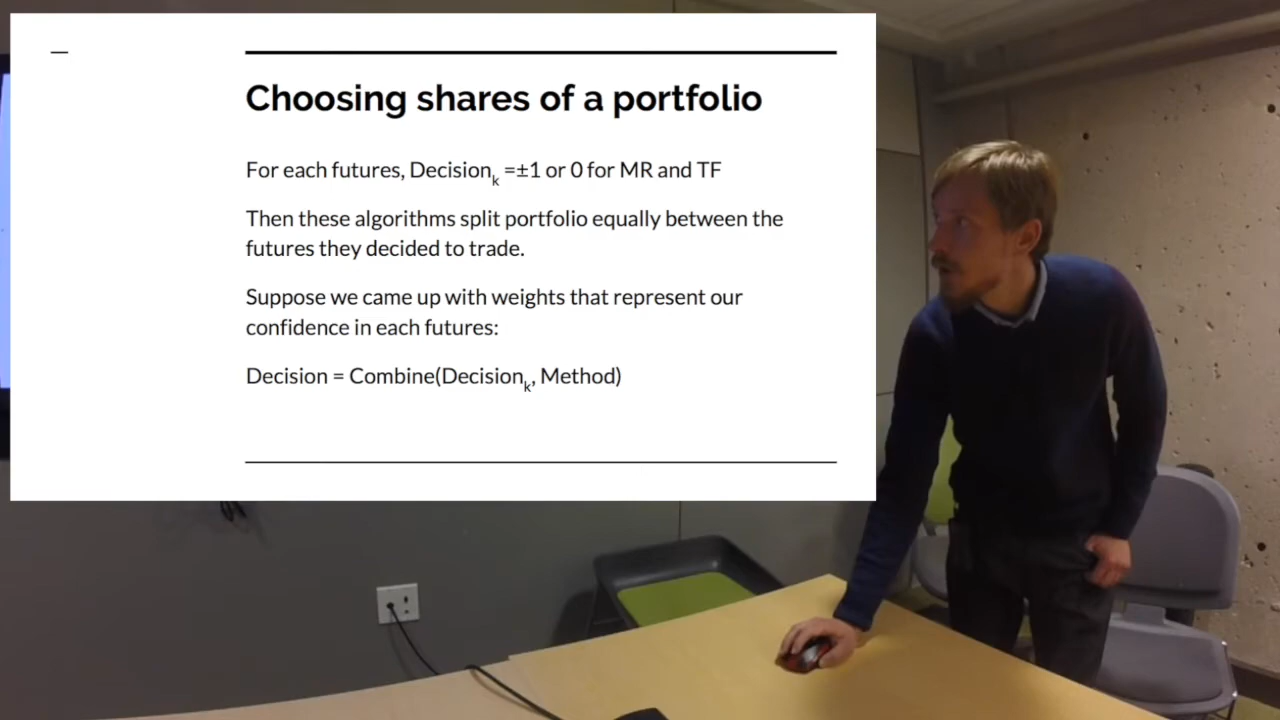 Choosing shares of a portfolio
For each futures, Decisionₖ =±1 or 0 for MR and TF
Then these algorithms split portfolio equally between the
futures they decided to trade.
Suppose we came up with weights that represent our
confidence in each futures:
Decision = Combine(Decisionₖ, Method)